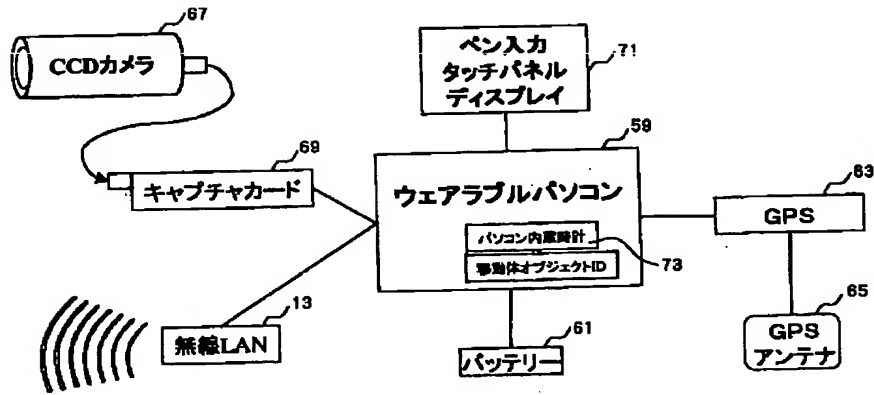 67
CCDカメラ
ペン入力
タッチパネル
ディスプレイ
71
69
キャプチャカード
59
ウェアラブルパソコン
パソコン内蔵時計
移動体オブジェクトID
73
63
GPS
65
GPS
アンテナ
13
無線LAN
61
バッテリー